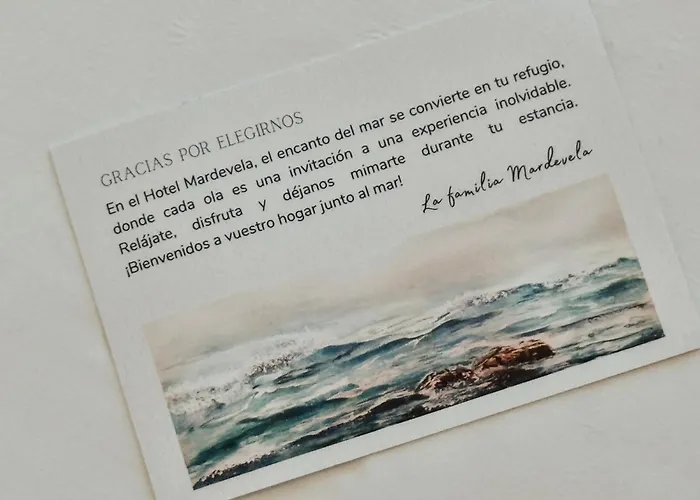 GRACIAS POR ELEGIRNOS
En el Hotel Mardevela, el encanto del mar se convierte en tu refugio,
donde cada ola es una invitación a una experiencia inolvidable.
Relájate, disfruta y déjanos mimarte durante tu estancia.
¡Bienvenidos a vuestro hogar junto al mar!
La familia Mardevela